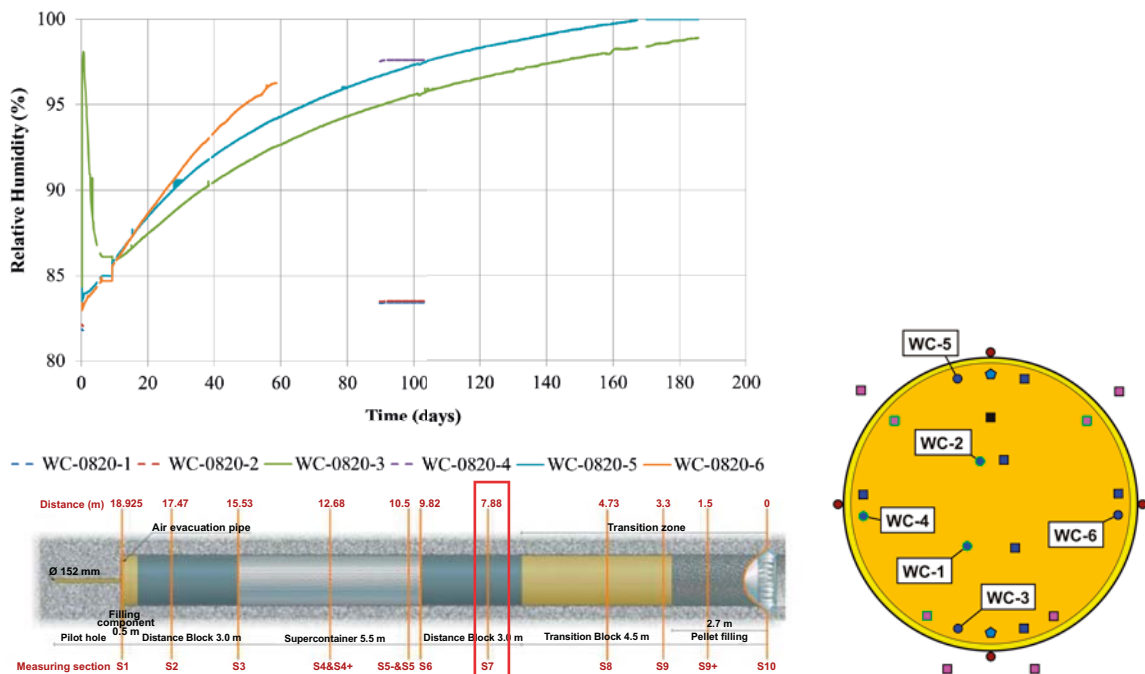 100
95
90
85
80
Relative Humidity (%)
0 20 40 60 80 100 120 140 160 180 200
Time (days)
WC-0820-1 WC-0820-2 WC-0820-3 WC-0820-4 WC-0820-5 WC-0820-6
Distance (m) 18.925 17.47 15.53 12.68 10.5 9.82 7.88 4.73 3.3 1.5 0
Air evacuation pipe Transition zone
Ø 152 mm
Filling
component
0.5 m
2.7 m
Pilot hole Distance Block 3.0 m Supercontainer 5.5 m Distance Block 3.0 m Transition Block 4.5 m Pellet filling
Measuring section S1 S2 S3 S4&S4+ S5-&S5 S6 S7 S8 S9 S9+ S10
WC-5
WC-2
WC-4
WC-6
WC-1
WC-3